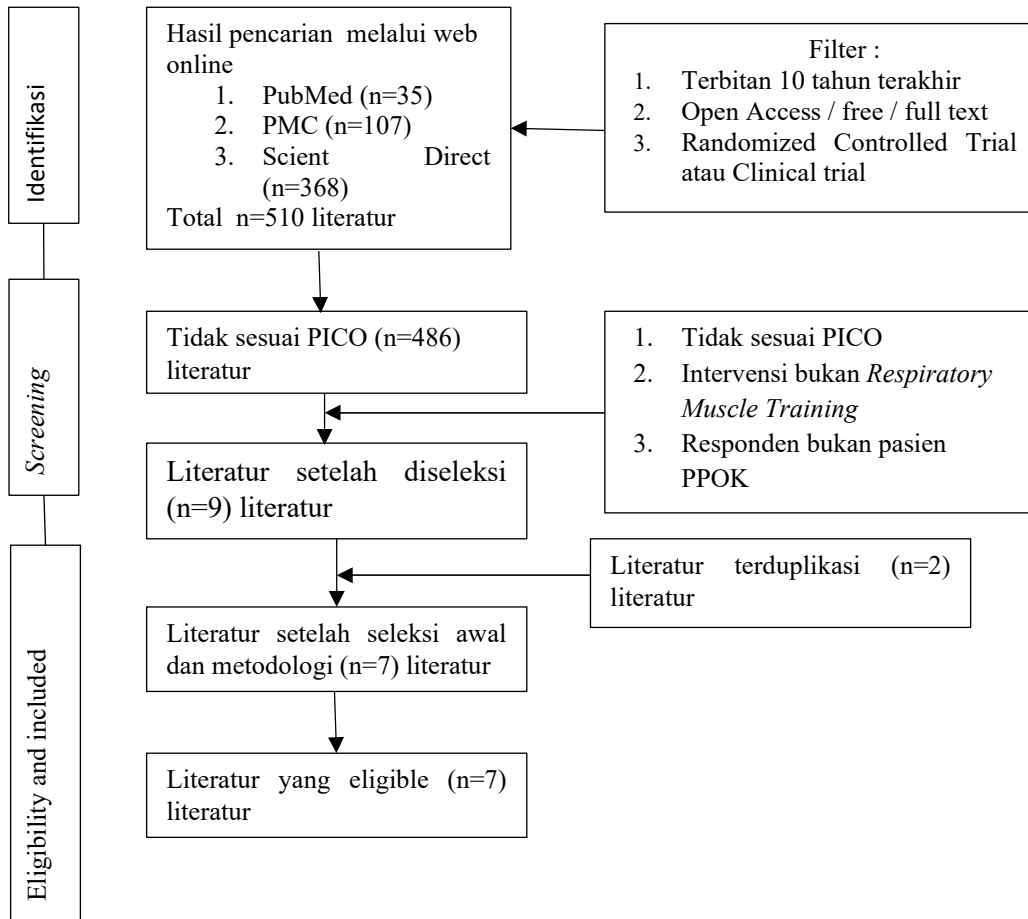 Identifikasi
Hasil pencarian melalui web
online
1. PubMed (n=35)
2. PMC (n=107)
3. Scient Direct
(n=368)
Total n=510 literatur
Filter :
1. Terbitan 10 tahun terakhir
2. Open Access / free / full text
3. Randomized Controlled Trial
atau Clinical trial
Screening
Tidak sesuai PICO (n=486)
literatur
1. Tidak sesuai PICO
2. Intervensi bukan Respiratory
Muscle Training
3. Responden bukan pasien
PPOK
Literatur setelah diseleksi
(n=9) literatur
Eligibility and included
Literatur terduplikasi (n=2)
literatur
Literatur setelah seleksi awal
dan metodologi (n=7) literatur
Literatur yang eligible (n=7)
literatur